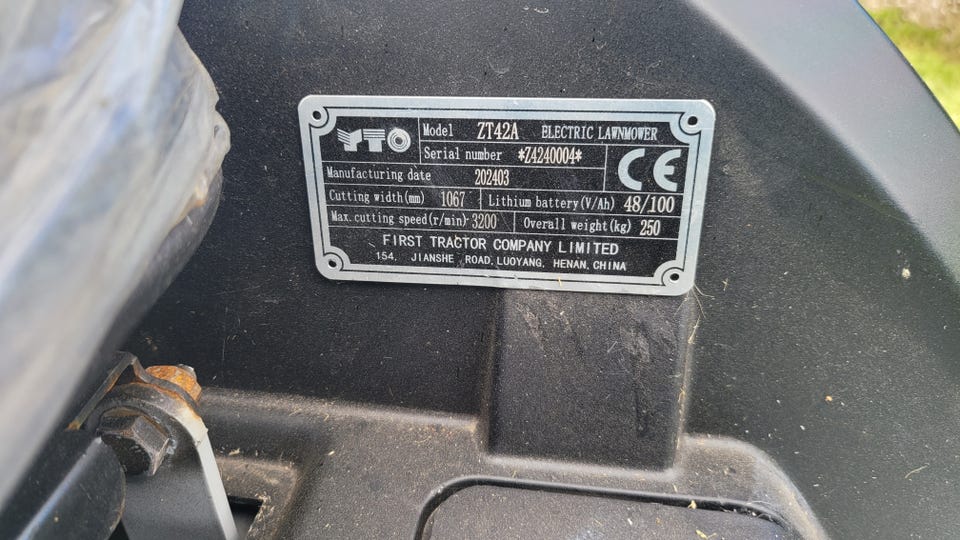 YTO Model ZT42A ELECTRIC LAWNMOWER
Serial number *Z4240004*
CE
Manufacturing date 202403
Cutting width(mm) 1067 Lithium battery(V/Ah) 48/100
Max.cutting speed(r/min) 3200 Overall weight(kg) 250
FIRST TRACTOR COMPANY LIMITED
154, JIANSHE ROAD, LUOYANG, HENAN, CHINA